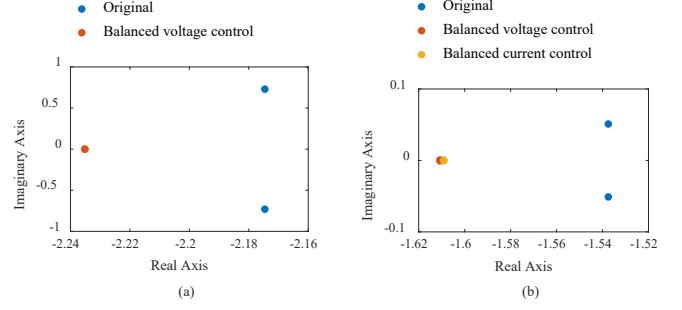 Original
Balanced voltage control
1
0.5
0
-0.5
-1
Imaginary Axis
-2.24 -2.22 -2.2 -2.18 -2.16
Real Axis
(a)
Original
Balanced voltage control
Balanced current control
0.1
0
-0.1
Imaginary Axis
-1.62 -1.6 -1.58 -1.56 -1.54 -1.52
Real Axis
(b)